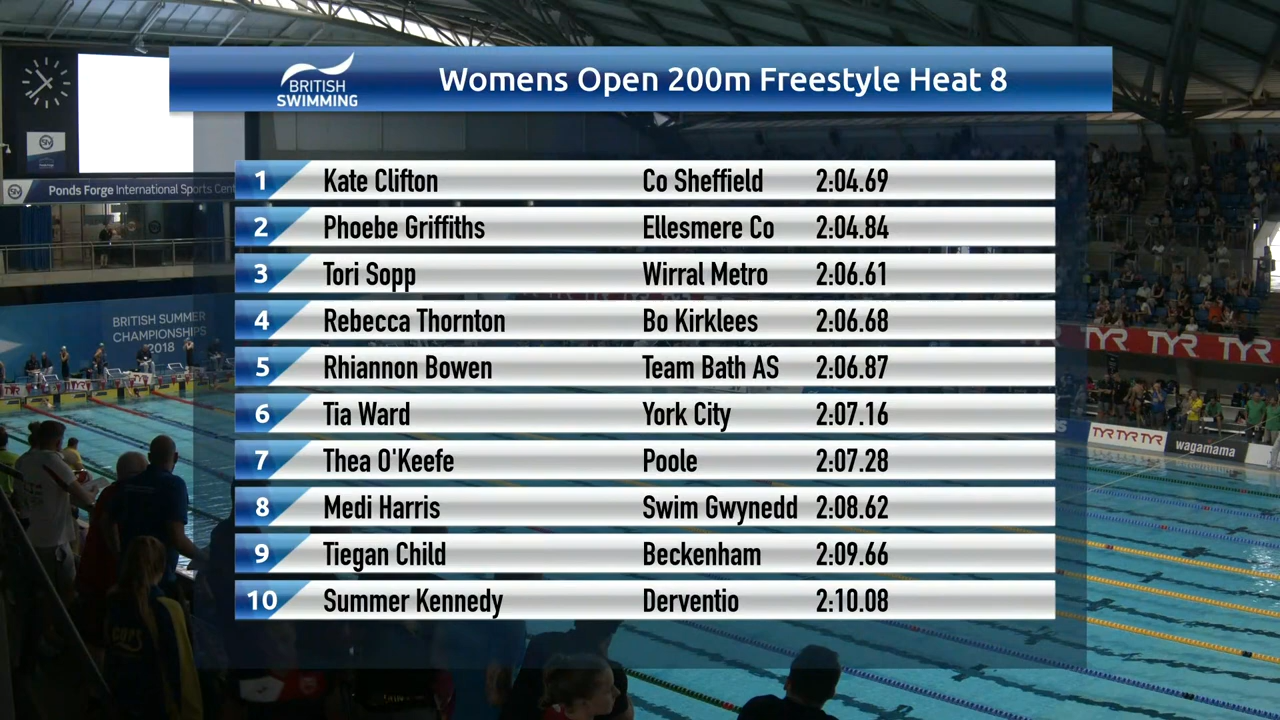 BRITISH
SWIMMING
Womens Open 200m Freestyle Heat 8
1 Kate Clifton Co Sheffield 2:04.69
2 Phoebe Griffiths Ellesmere Co 2:04.84
3 Tori Sopp Wirral Metro 2:06.61
4 Rebecca Thornton Bo Kirklees 2:06.68
5 Rhiannon Bowen Team Bath AS 2:06.87
6 Tia Ward York City 2:07.16
7 Thea O'Keefe Poole 2:07.28
8 Medi Harris Swim Gwynedd 2:08.62
9 Tiegan Child Beckenham 2:09.66
10 Summer Kennedy Derventio 2:10.08
Ponds Forge International Sports Cent
BRITISH SUMMER
CHAMPIONSHIPS
2018
TYR TYR TYR
TYR TYR TYR
wagamama